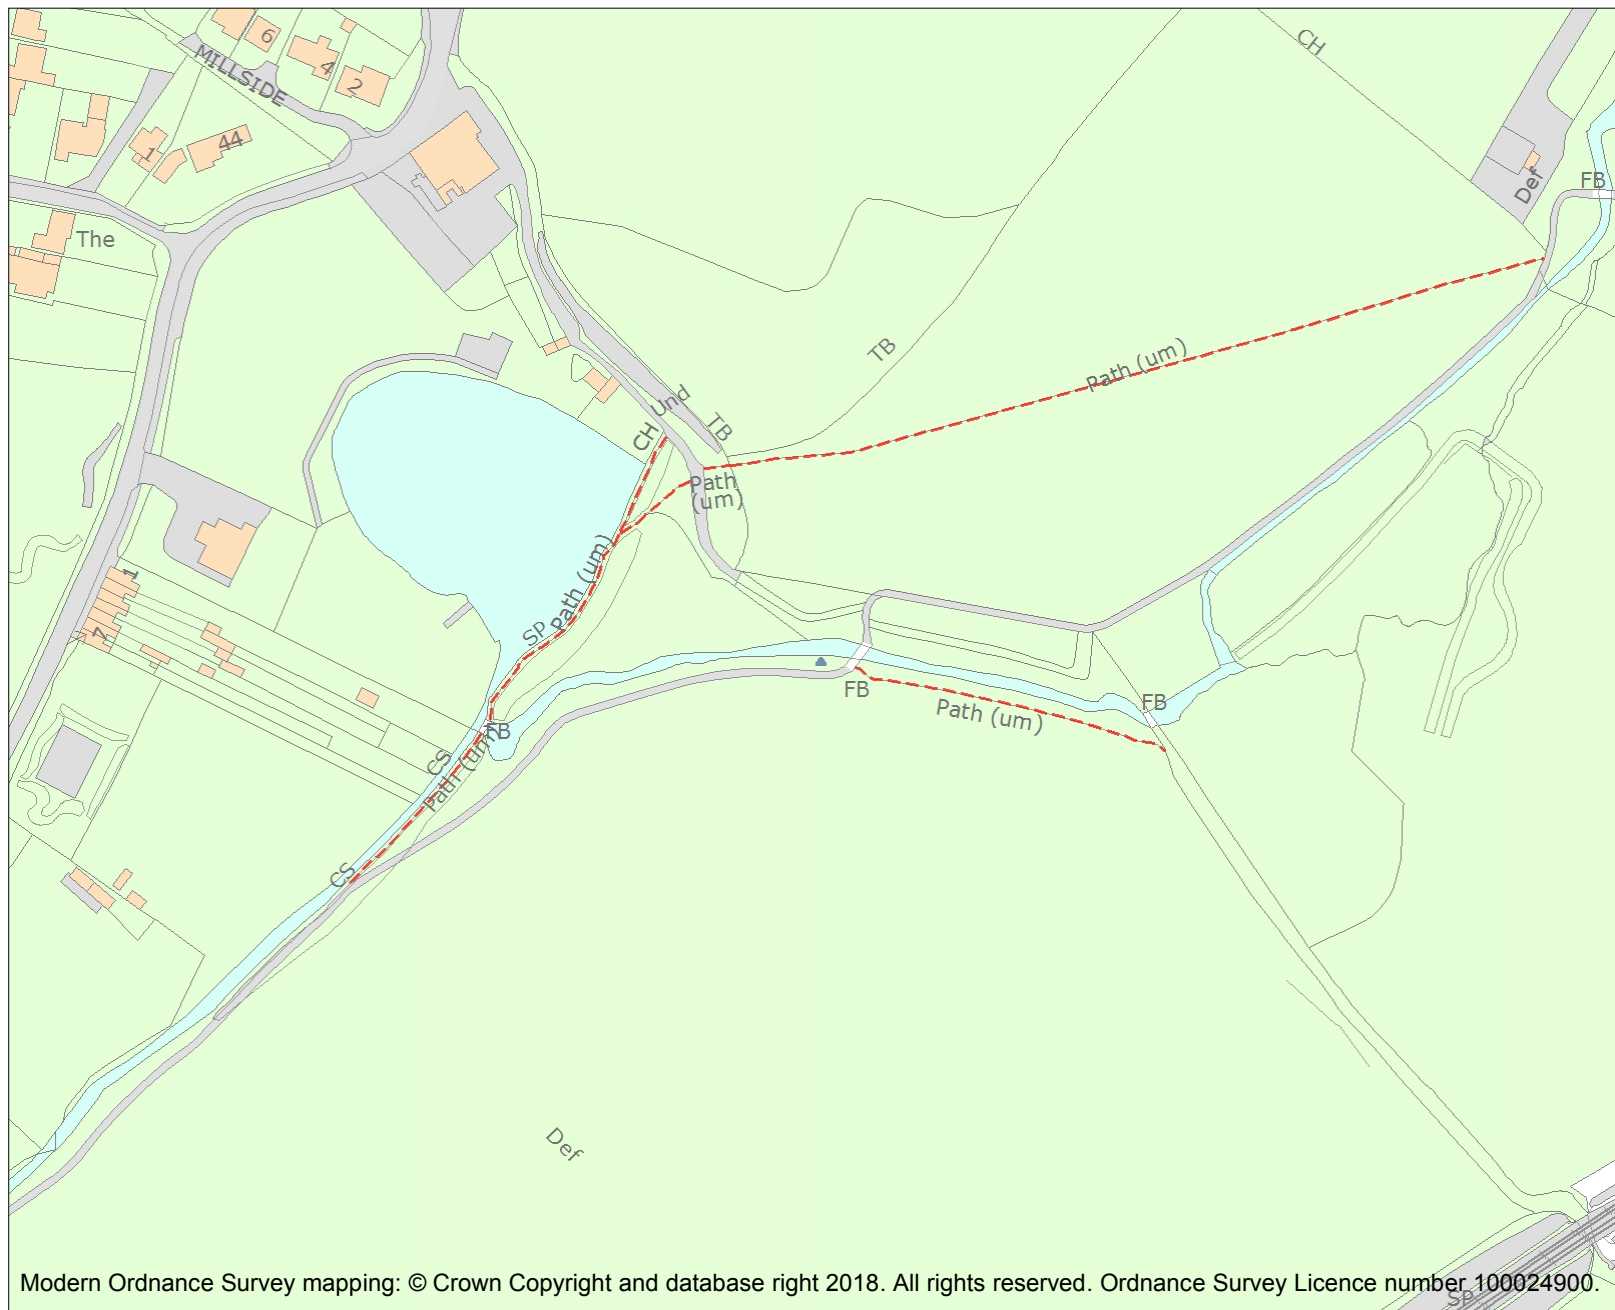 CH
6
4
2
MILLSIDE
44
1
Def
FB
The
TB
Path (um)
Und
TB
CH
Path
(um)
Path (um)
1
7
SP
FB
FB
Path (um)
FB
CS
Path (um)
CS
Def
Modern Ordnance Survey mapping: © Crown Copyright and database right 2018. All rights reserved. Ordnance Survey Licence number 100024900.
SP